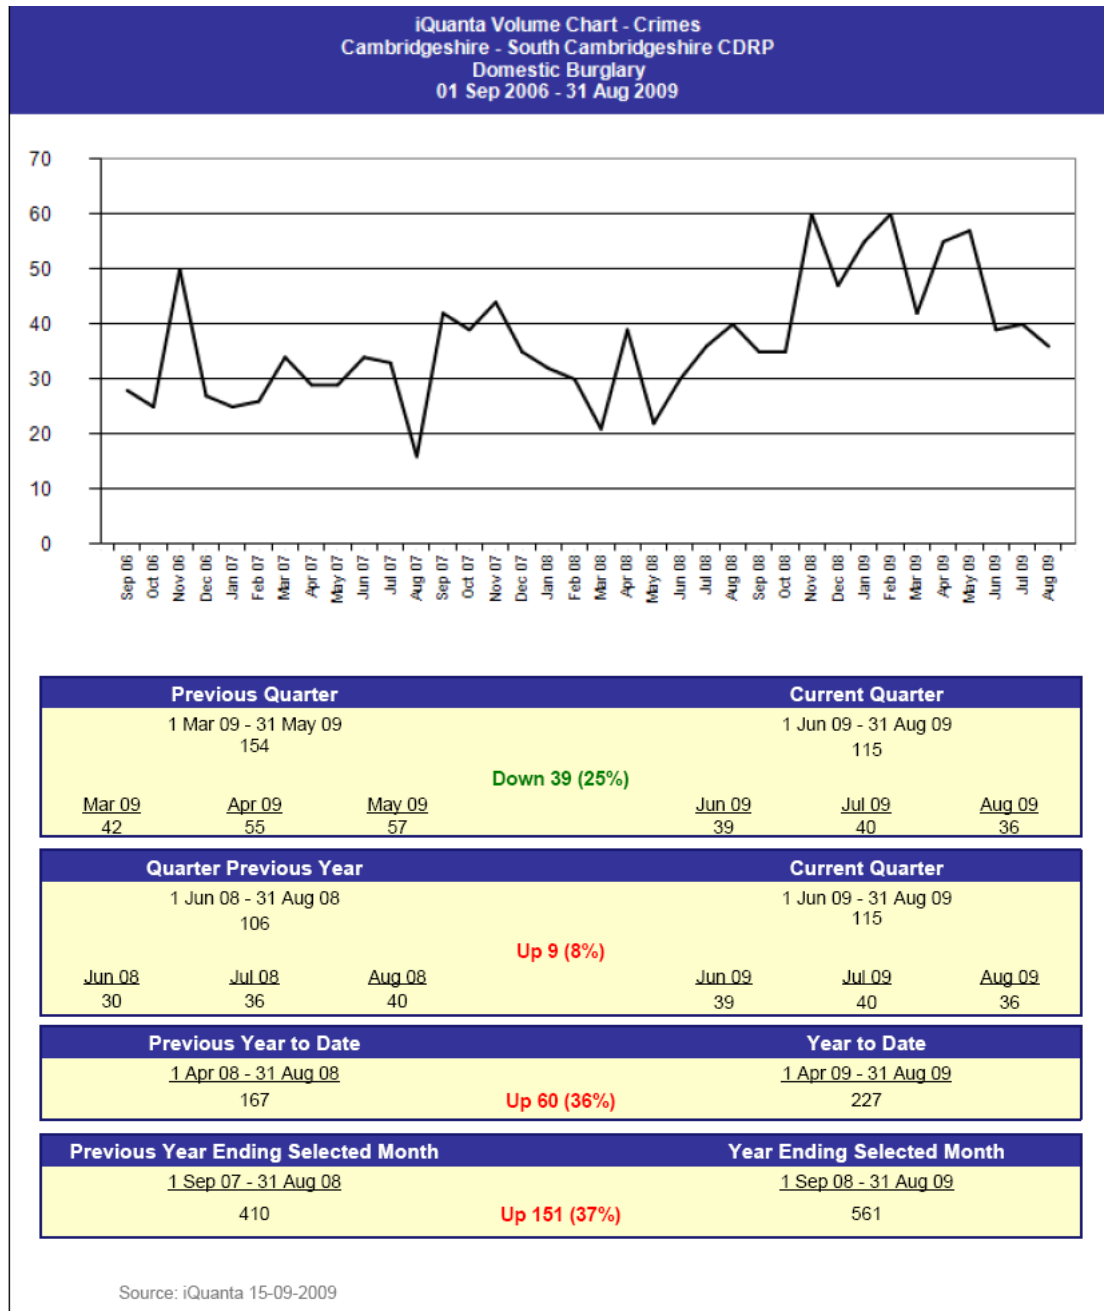 iQuanta Volume Chart - Crimes
Cambridgeshire - South Cambridgeshire CDRP
Domestic Burglary
01 Sep 2006 - 31 Aug 2009
70
60
50
40
30
20
10
0
Sep 06 Oct 06 Nov 06 Dec 06 Jan 07 Feb 07 Mar 07 Apr 07 May 07 Jun 07 Jul 07 Aug 07 Sep 07 Oct 07 Nov 07 Dec 07 Jan 08 Feb 08 Mar 08 Apr 08 May 08 Jun 08 Jul 08 Aug 08 Sep 08 Oct 08 Nov 08 Dec 08 Jan 09 Feb 09 Mar 09 Apr 09 May 09 Jun 09 Jul 09 Aug 09
Previous Quarter Current Quarter
1 Mar 09 - 31 May 09 1 Jun 09 - 31 Aug 09
154 115
Down 39 (25%)
Mar 09 Apr 09 May 09 Jun 09 Jul 09 Aug 09
42 55 57 39 40 36
Quarter Previous Year Current Quarter
1 Jun 08 - 31 Aug 08 1 Jun 09 - 31 Aug 09
106 115
Up 9 (8%)
Jun 08 Jul 08 Aug 08 Jun 09 Jul 09 Aug 09
30 36 40 39 40 36
Previous Year to Date Year to Date
1 Apr 08 - 31 Aug 08 1 Apr 09 - 31 Aug 09
167 Up 60 (36%) 227
Previous Year Ending Selected Month Year Ending Selected Month
1 Sep 07 - 31 Aug 08 1 Sep 08 - 31 Aug 09
410 Up 151 (37%) 561
Source: iQuanta 15-09-2009